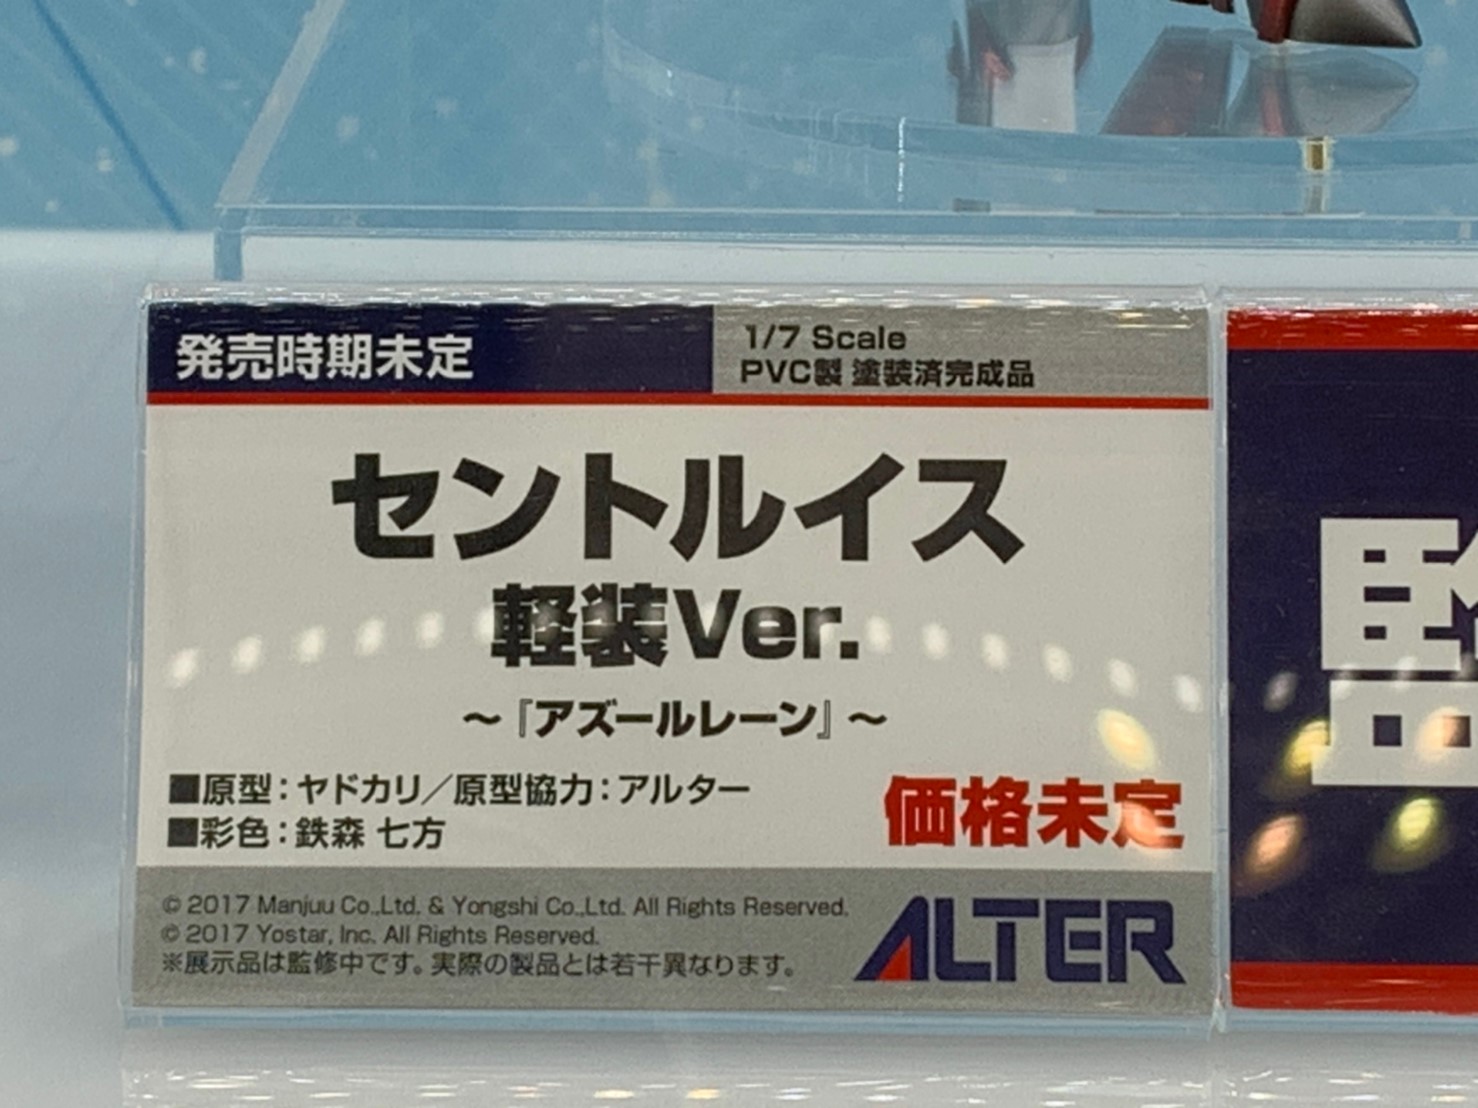 発売時期未定
1/7 Scale
PVC製 塗装済完成品
セントルイス
軽装Ver.
～『アズールレーン』～
■原型：ヤドカリ／原型協力：アルター
■彩色：鉄森 七方
価格未定
© 2017 Manjuu Co.,Ltd. & Yongshi Co.,Ltd. All Rights Reserved.
© 2017 Yostar, Inc. All Rights Reserved.
※展示品は監修中です。実際の製品とは若干異なります。
ALTER